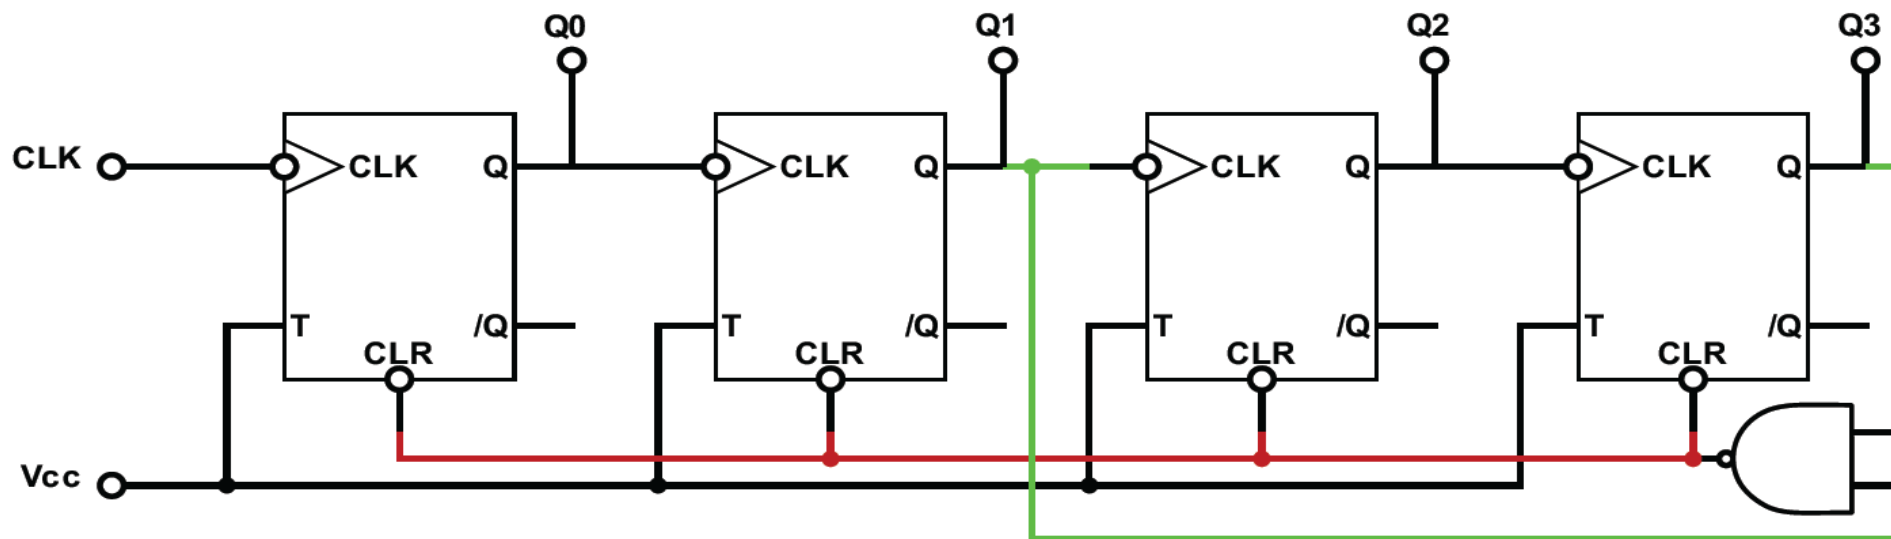 Q0 Q1 Q2 Q3
CLK CLK Q CLK Q CLK Q CLK Q
T /Q T /Q T /Q T /Q
CLR CLR CLR CLR
Vcc